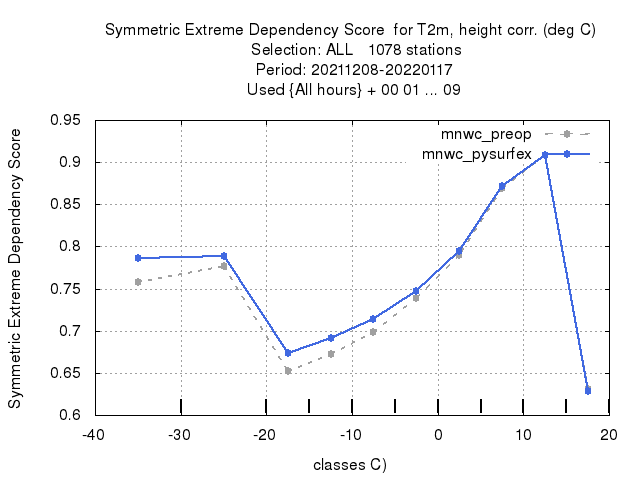 Symmetric Extreme Dependency Score  for T2m, height corr. (deg C)
Selection: ALL   1078 stations
Period: 20211208-20220117
Used {All hours} + 00 01 ... 09
Symmetric Extreme Dependency Score
0.95
0.9
0.85
0.8
0.75
0.7
0.65
0.6
mnwc_preop
mnwc_pysurfex
-40 -30 -20 -10 0 10 20
classes C)